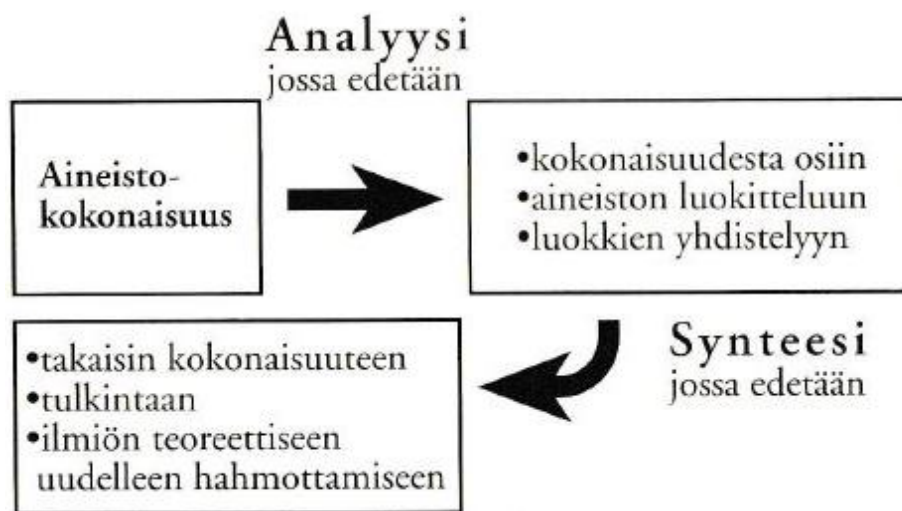 Analyysi
jossa edetään
Aineisto-
kokonaisuus
•kokonaisuudesta osiin
•aineiston luokitteluun
•luokkien yhdistelyyn
Synteesi
jossa edetään
•takaisin kokonaisuuteen
•tulkintaan
•ilmiön teoreettiseen
uudelleen hahmottamiseen